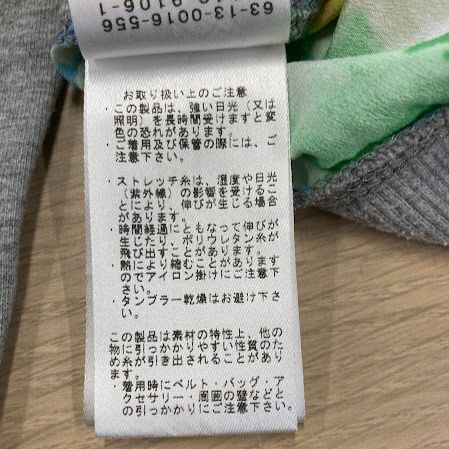 63-13-0016-556
9106-1
お取り扱い上のご注意
・この製品は、強い日光（又は
照明）を長時間受けますと変
色の恐れがあります。
・ご着用及び保管の際には、ご
注意下さい。
・ストレッチ糸は、湿度や日光
（紫外線）の影響を受けるこ
とにより、伸びが生じる場合
があります。
・時間経過にともなって伸びが
生じたり、ポリウレタン糸が
飛び出すことがあります。
・熱により縮むことがあります
のでアイロン掛けにご注意下
さい。
・タンブラー乾燥はお避け下さ
い。
この製品は素材の特性上、他の
物に引っかかりやすい性質のた
め糸が引き出されることがあり
ます。
・着用時にベルト・バッグ・ア
クセサリー・周囲の壁などと
の引っかかりにご注意下さい。